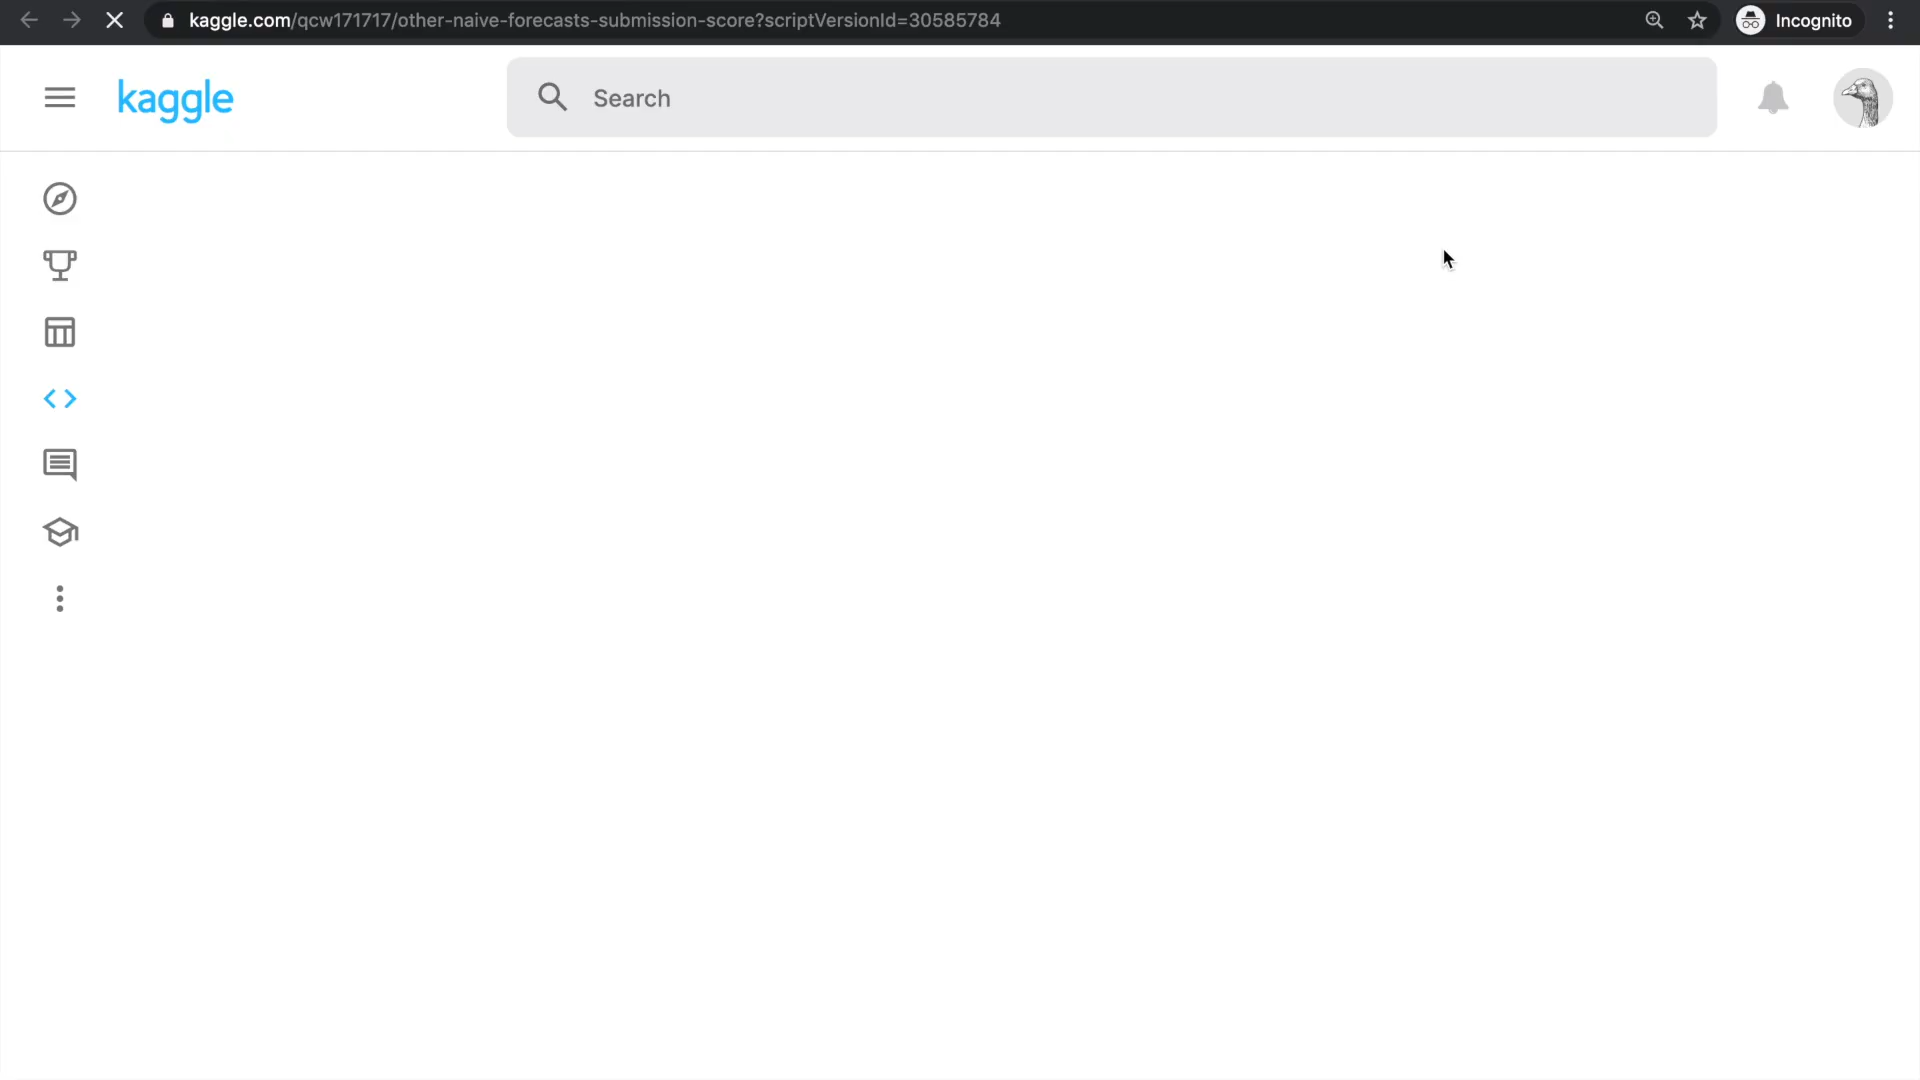 kaggle.com/qcw171717/other-naive-forecasts-submission-score?scriptVersionId=30585784
Incognito
kaggle
Search